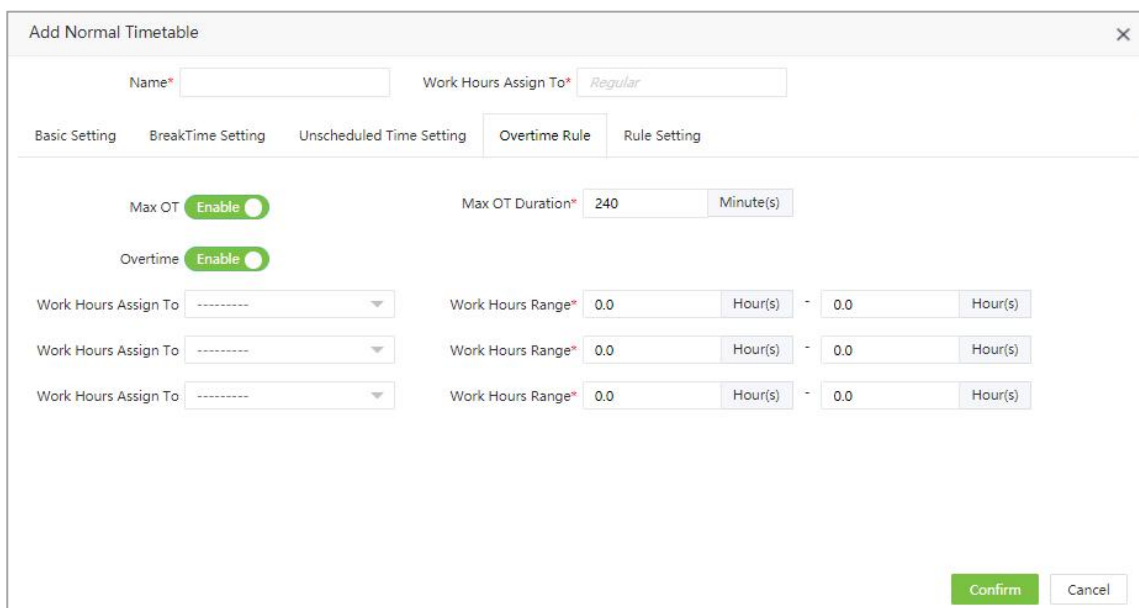 Add Normal Timetable ×
Name* Work Hours Assign To* Regular
Basic Setting BreakTime Setting Unscheduled Time Setting Overtime Rule Rule Setting
Max OT Enable Max OT Duration* 240 Minute(s)
Overtime Enable
Work Hours Assign To --------- Work Hours Range* 0.0 Hour(s) - 0.0 Hour(s)
Work Hours Assign To --------- Work Hours Range* 0.0 Hour(s) - 0.0 Hour(s)
Work Hours Assign To --------- Work Hours Range* 0.0 Hour(s) - 0.0 Hour(s)
Confirm Cancel